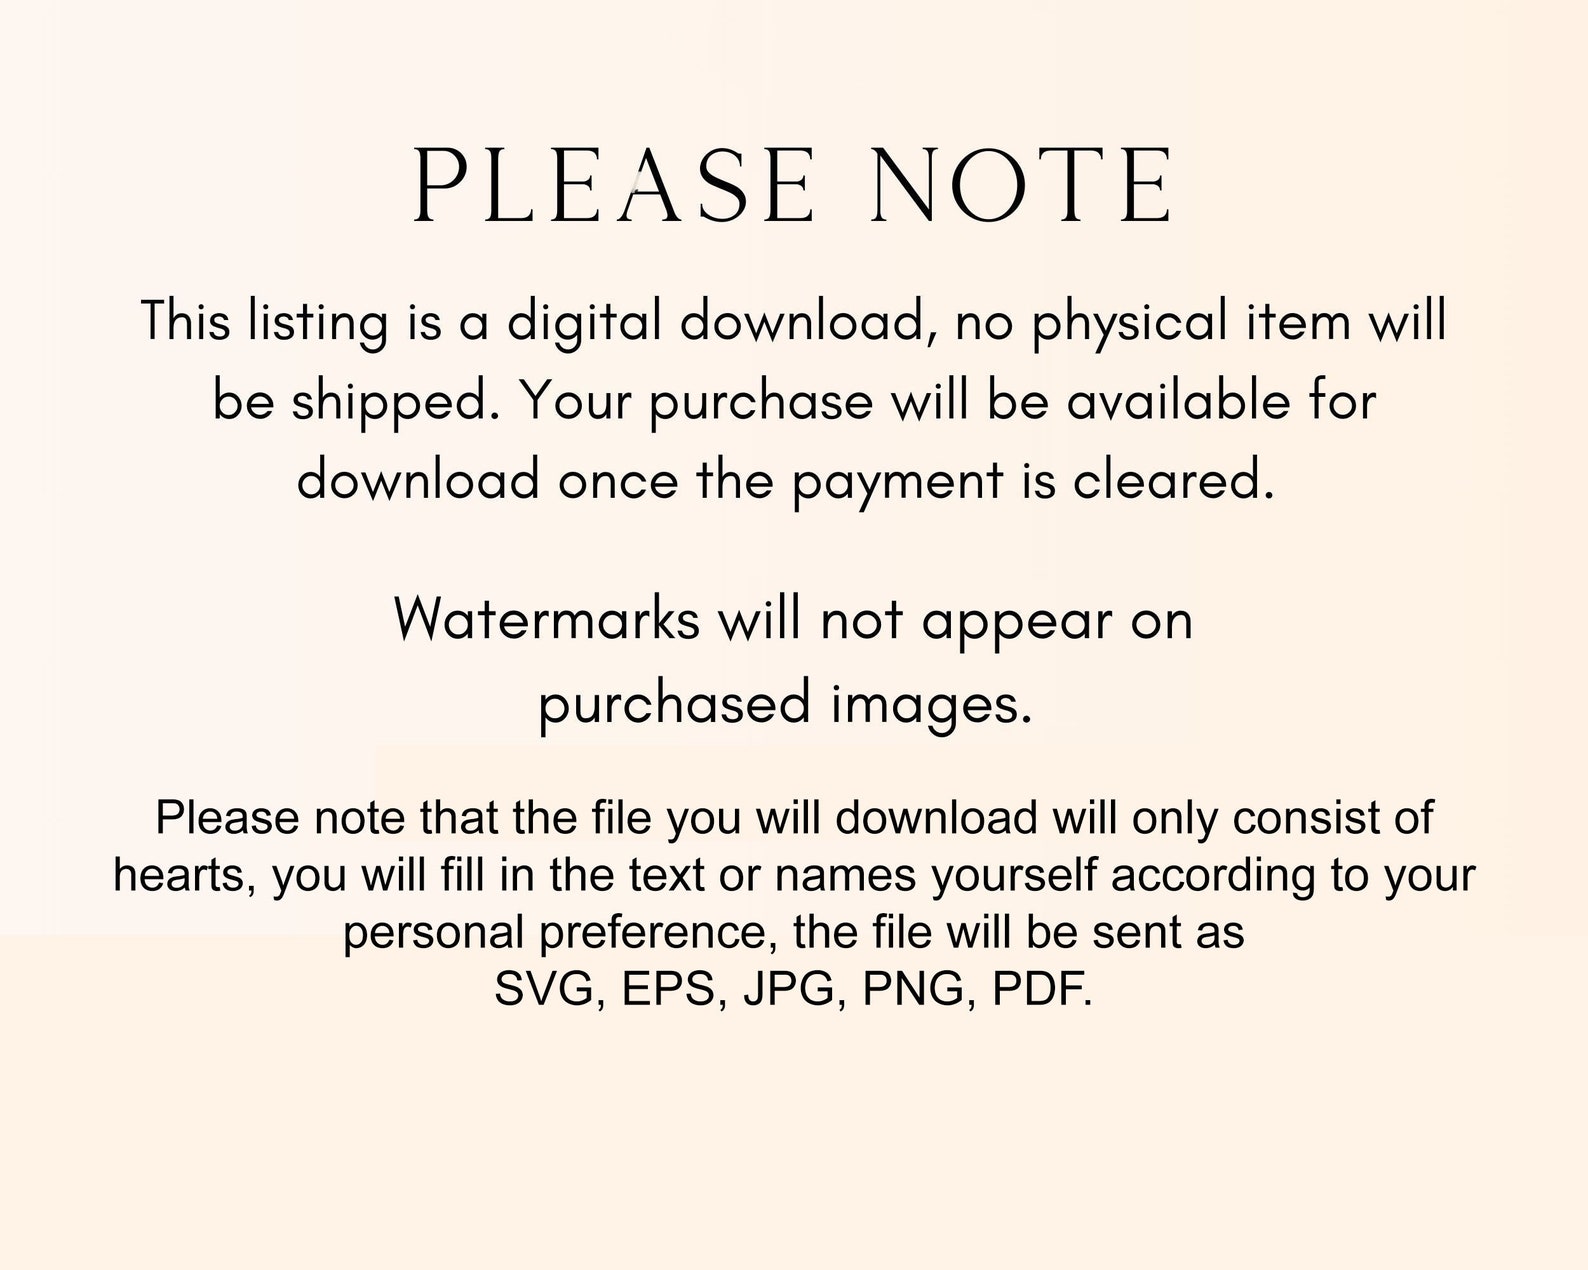 PLEASE NOTE
This listing is a digital download, no physical item will
be shipped. Your purchase will be available for
download once the payment is cleared.
Watermarks will not appear on
purchased images.
Please note that the file you will download will only consist of
hearts, you will fill in the text or names yourself according to your
personal preference, the file will be sent as
SVG, EPS, JPG, PNG, PDF.